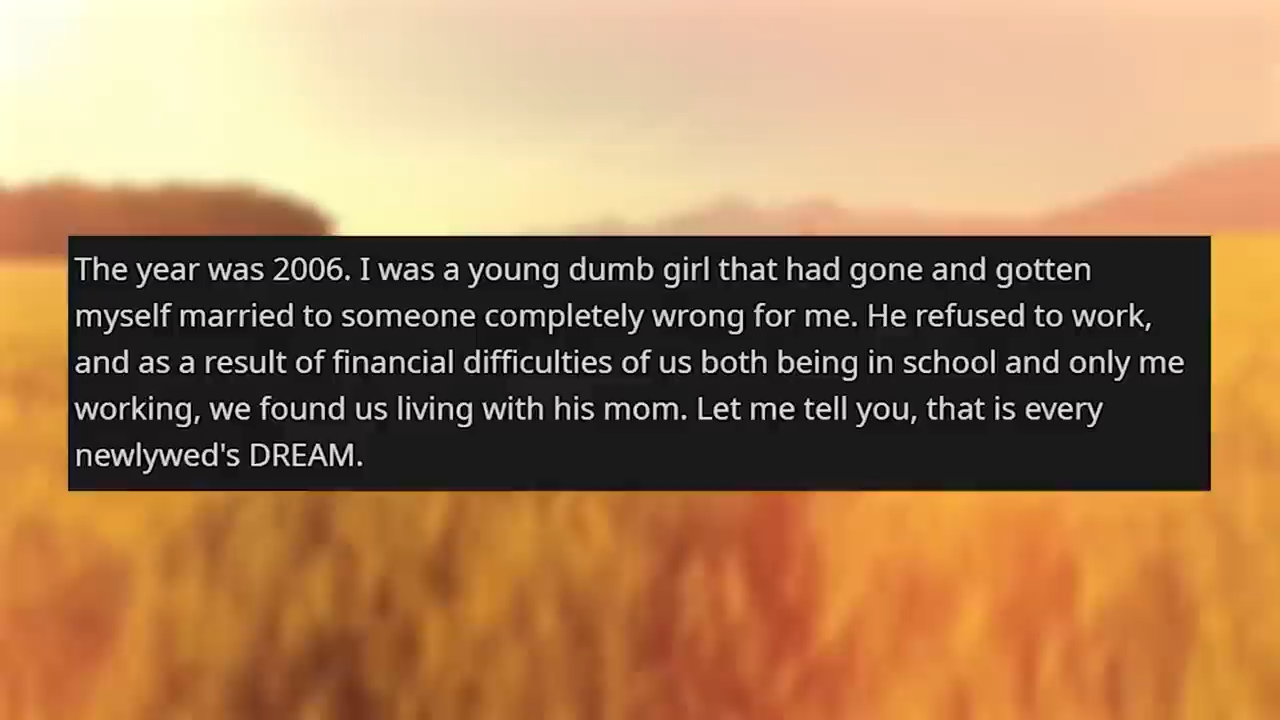 The year was 2006. I was a young dumb girl that had gone and gotten
myself married to someone completely wrong for me. He refused to work,
and as a result of financial difficulties of us both being in school and only me
working, we found us living with his mom. Let me tell you, that is every
newlywed's DREAM.